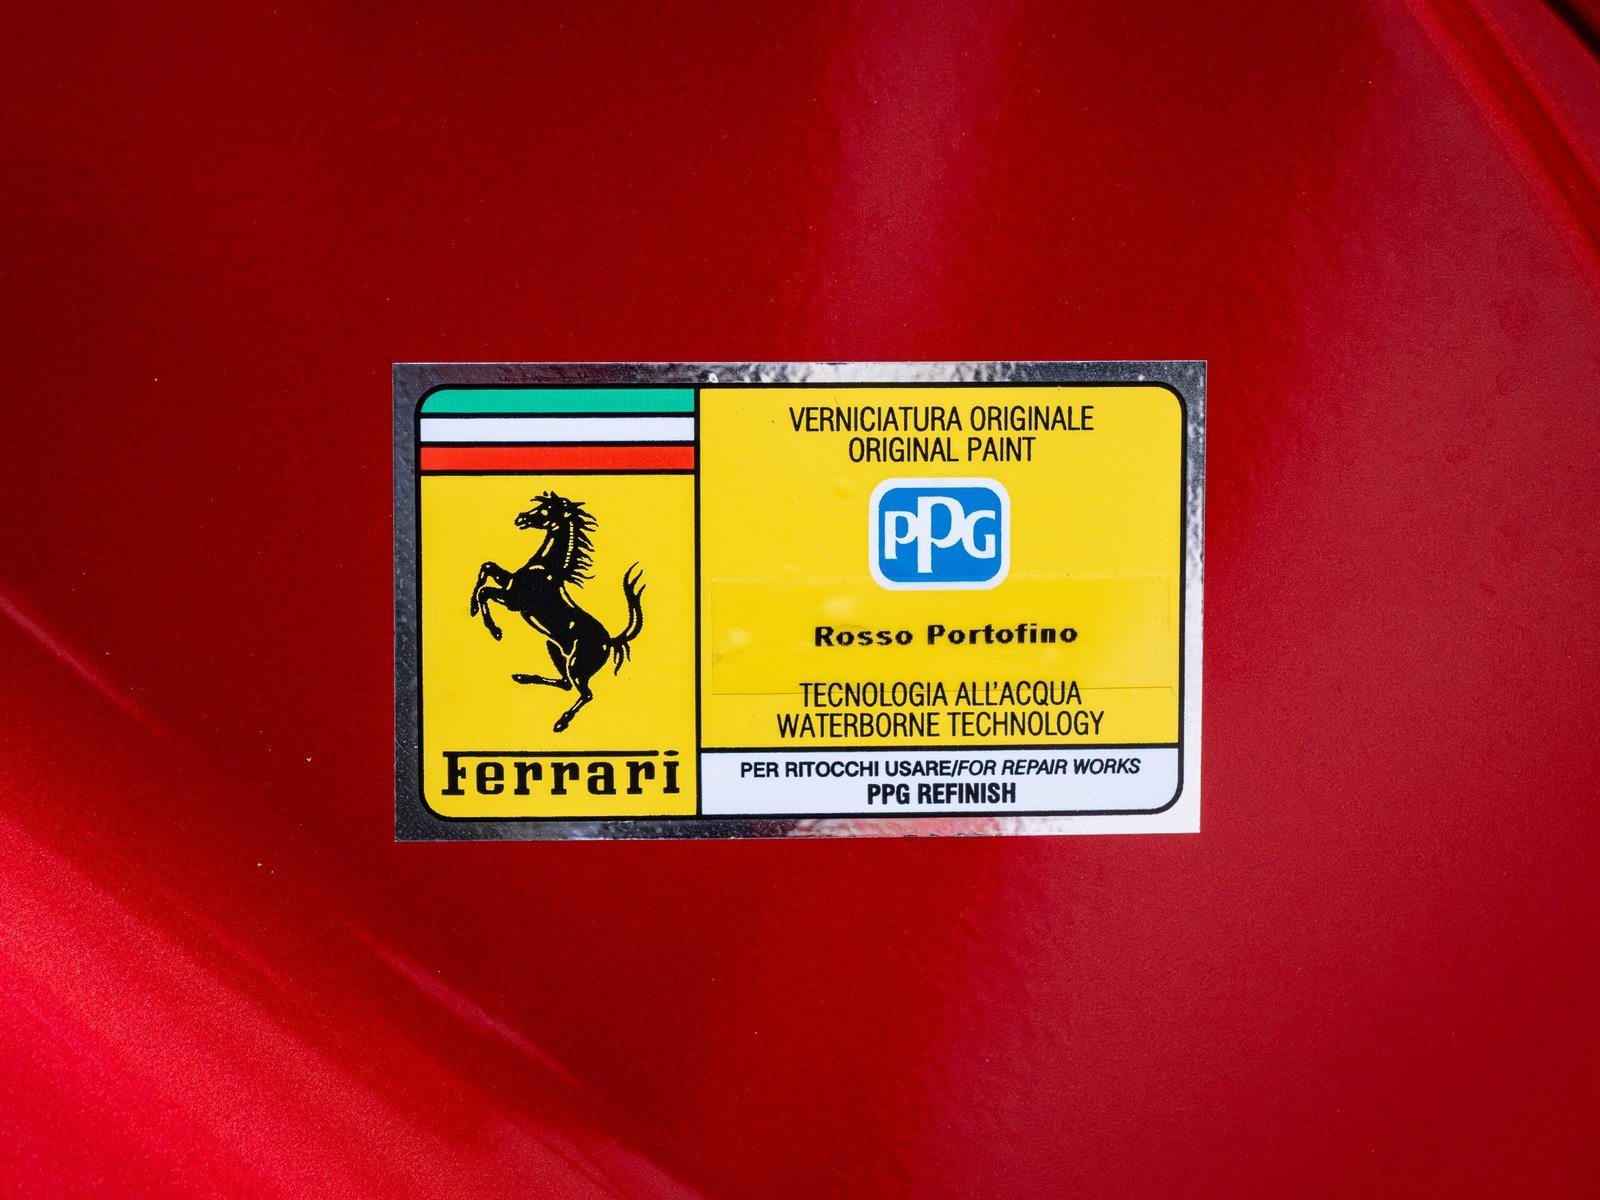 VERNICIATURA ORIGINALE
ORIGINAL PAINT
PPG
Rosso Portofino
TECNOLOGIA ALL'ACQUA
WATERBORNE TECHNOLOGY
Ferrari
PER RITOCCHI USARE/FOR REPAIR WORKS
PPG REFINISH